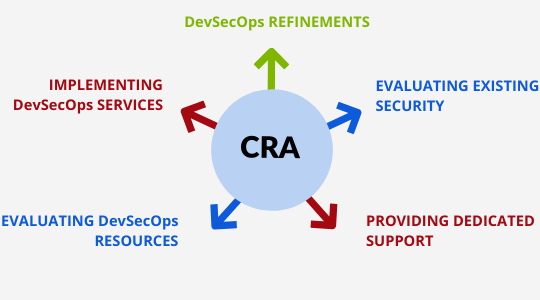 DevSecOps REFINEMENTS
IMPLEMENTING
DevSecOps SERVICES
EVALUATING EXISTING
SECURITY
CRA
EVALUATING DevSecOps
RESOURCES
PROVIDING DEDICATED
SUPPORT